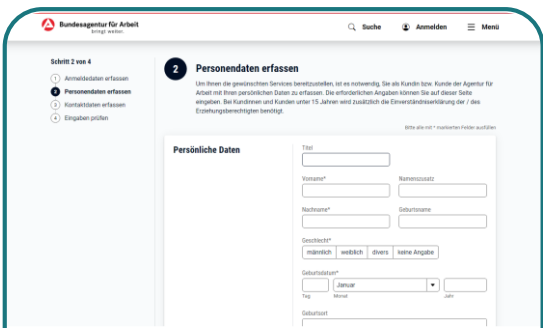 Bundesagentur für Arbeit
bringt weiter.
Suche
Anmelden
Menü
Schritt 2 von 4
1 Anmeldedaten erfassen
2 Personendaten erfassen
3 Kontaktdaten erfassen
4 Eingaben prüfen
2 Personendaten erfassen
Um Ihnen die gewünschten Services bereitzustellen, ist es notwendig, Sie als Kundin bzw. Kunde der Agentur für
Arbeit mit Ihren persönlichen Daten zu erfassen. Die erforderlichen Angaben können Sie auf dieser Seite
eingeben. Bei Kundinnen und Kunden unter 15 Jahren wird zusätzlich die Einverständniserklärung der / des
Erziehungsberechtigten benötigt.
Bitte alle mit * markierten Felder ausfüllen
Persönliche Daten
Titel
Vorname* Namenszusatz
Nachname* Geburtsname
Geschlecht*
männlich weiblich divers keine Angabe
Geburtsdatum*
Januar
Tag Monat Jahr
Geburtsort